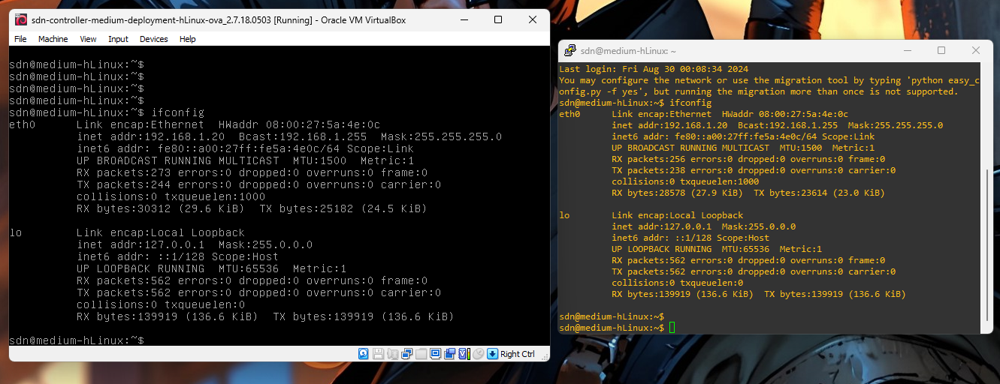 sdn-controller-medium-deployment-hLinux-ova_2.7.18.0503 [Running] - Oracle VM VirtualBox
File Machine View Input Devices Help
sdn@medium-hLinux:~$
sdn@medium-hLinux:~$
sdn@medium-hLinux:~$
sdn@medium-hLinux:~$
sdn@medium-hLinux:~$ ifconfig
eth0 Link encap:Ethernet HWaddr 08:00:27:5a:4e:0c
inet addr:192.168.1.20 Bcast:192.168.1.255 Mask:255.255.255.0
inet6 addr: fe80::a00:27ff:fe5a:4e0c/64 Scope:Link
UP BROADCAST RUNNING MULTICAST MTU:1500 Metric:1
RX packets:273 errors:0 dropped:0 overruns:0 frame:0
TX packets:244 errors:0 dropped:0 overruns:0 carrier:0
collisions:0 txqueuelen:1000
RX bytes:30312 (29.6 KiB) TX bytes:25182 (24.5 KiB)
lo Link encap:Local Loopback
inet addr:127.0.0.1 Mask:255.0.0.0
inet6 addr: ::1/128 Scope:Host
UP LOOPBACK RUNNING MTU:65536 Metric:1
RX packets:562 errors:0 dropped:0 overruns:0 frame:0
TX packets:562 errors:0 dropped:0 overruns:0 carrier:0
collisions:0 txqueuelen:0
RX bytes:139919 (136.6 KiB) TX bytes:139919 (136.6 KiB)
sdn@medium-hLinux:~$
Right Ctrl
sdn@medium-hLinux: ~
Last login: Fri Aug 30 00:08:34 2024
You may configure the network or use the migration tool by typing 'python easy_c
onfig.py -f yes', but running the migration more than once is not supported.
sdn@medium-hLinux:~$ ifconfig
eth0 Link encap:Ethernet HWaddr 08:00:27:5a:4e:0c
inet addr:192.168.1.20 Bcast:192.168.1.255 Mask:255.255.255.0
inet6 addr: fe80::a00:27ff:fe5a:4e0c/64 Scope:Link
UP BROADCAST RUNNING MULTICAST MTU:1500 Metric:1
RX packets:256 errors:0 dropped:0 overruns:0 frame:0
TX packets:238 errors:0 dropped:0 overruns:0 carrier:0
collisions:0 txqueuelen:1000
RX bytes:28578 (27.9 KiB) TX bytes:23614 (23.0 KiB)
lo Link encap:Local Loopback
inet addr:127.0.0.1 Mask:255.0.0.0
inet6 addr: ::1/128 Scope:Host
UP LOOPBACK RUNNING MTU:65536 Metric:1
RX packets:562 errors:0 dropped:0 overruns:0 frame:0
TX packets:562 errors:0 dropped:0 overruns:0 carrier:0
collisions:0 txqueuelen:0
RX bytes:139919 (136.6 KiB) TX bytes:139919 (136.6 KiB)
sdn@medium-hLinux:~$
sdn@medium-hLinux:~$